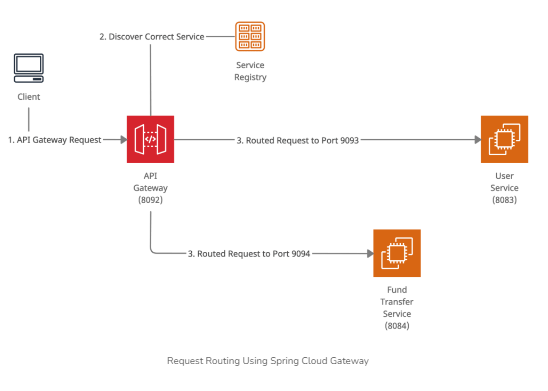 2. Discover Correct Service
Service
Registry
Client
1. API Gateway Request
3. Routed Request to Port 9093
API
Gateway
(8092)
User
Service
(8083)
3. Routed Request to Port 9094
Fund
Transfer
Service
(8084)
Request Routing Using Spring Cloud Gateway